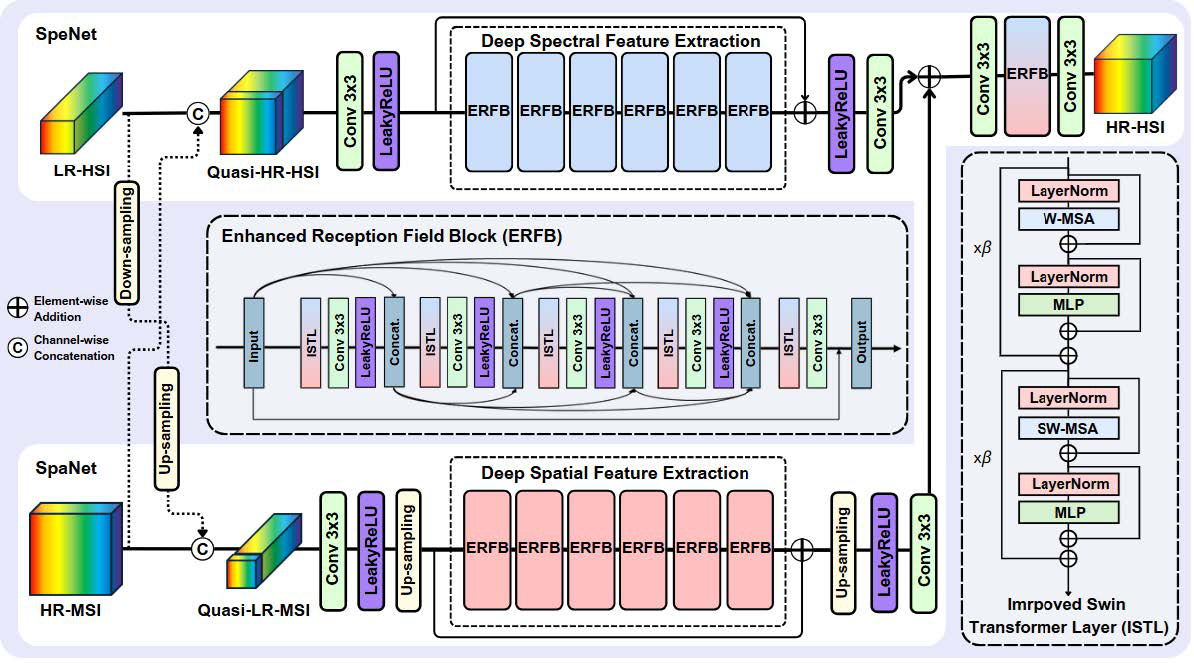 SpeNet
LR-HSI
C
Quasi-HR-HSI
Conv 3x3
LeakyReLU
Deep Spectral Feature Extraction
ERFB
ERFB
ERFB
ERFB
ERFB
ERFB
LeakyReLU
Conv 3x3
Conv 3x3
ERFB
Conv 3x3
HR-HSI
Down-sampling
Up-sampling
Element-wise
Addition
C
Channel-wise
Concatenation
Enhanced Reception Field Block (ERFB)
Input
ISTL
Conv 3x3
LeakyReLU
Concat.
ISTL
Conv 3x3
LeakyReLU
Concat.
ISTL
Conv 3x3
LeakyReLU
Concat.
ISTL
Conv 3x3
LeakyReLU
Concat.
ISTL
Conv 3x3
Output
SpaNet
HR-MSI
C
Quasi-LR-MSI
Conv 3x3
LeakyReLU
Up-sampling
Deep Spatial Feature Extraction
ERFB
ERFB
ERFB
ERFB
ERFB
ERFB
Up-sampling
LeakyReLU
Conv 3x3
LayerNorm
W-MSA
xβ
LayerNorm
MLP
LayerNorm
SW-MSA
xβ
LayerNorm
MLP
Imrpoved Swin
Transformer Layer (ISTL)